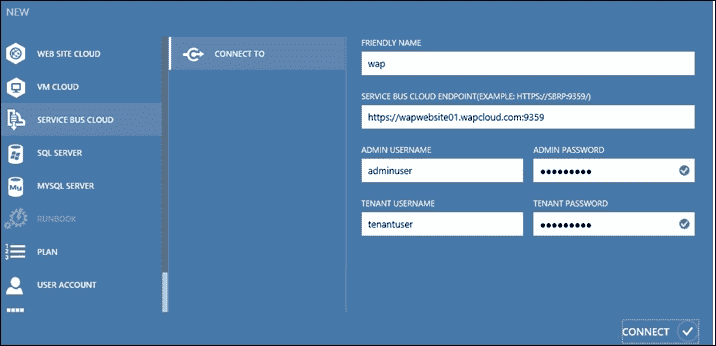 NEW
WEB SITE CLOUD
VM CLOUD
SERVICE BUS CLOUD
SQL SERVER
My
MYSQL SERVER
RUNBOOK
PLAN
USER ACCOUNT
CONNECT TO
FRIENDLY NAME
wap
SERVICE BUS CLOUD ENDPOINT(EXAMPLE: HTTPS://SBRP:9359/)
https://wapwebsite01.wapcloud.com:9359
ADMIN USERNAME
ADMIN PASSWORD
adminuser
●●●●●●●●●
TENANT USERNAME
TENANT PASSWORD
tenantuser
●●●●●●●●●
CONNECT